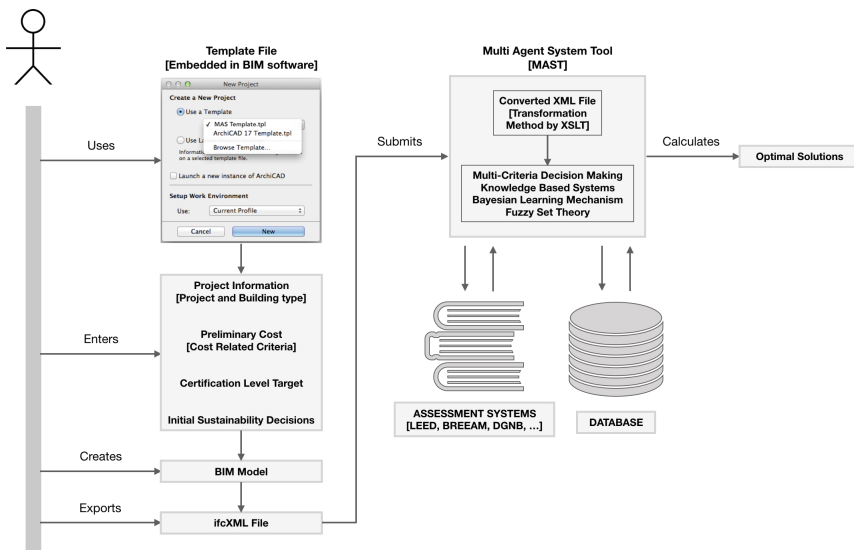 Template File
[Embedded in BIM software]
New Project
Create a New Project
Use a Template
✓ MAS Template.tpl
ArchiCAD 17 Template.tpl
Browse Template...
Use La
Informatio
on a selected template file.
Launch a new instance of ArchiCAD
Setup Work Environment
Use:
Current Profile
Cancel
New
Uses
Project Information
[Project and Building type]
Preliminary Cost
[Cost Related Criteria]
Certification Level Target
Initial Sustainability Decisions
Enters
Creates
BIM Model
Exports
ifcXML File
Submits
Multi Agent System Tool
[MAST]
Converted XML File
[Transformation
Method by XSLT]
Multi-Criteria Decision Making
Knowledge Based Systems
Bayesian Learning Mechanism
Fuzzy Set Theory
Calculates
Optimal Solutions
ASSESSMENT SYSTEMS
[LEED, BREEAM, DGNB, ...]
DATABASE